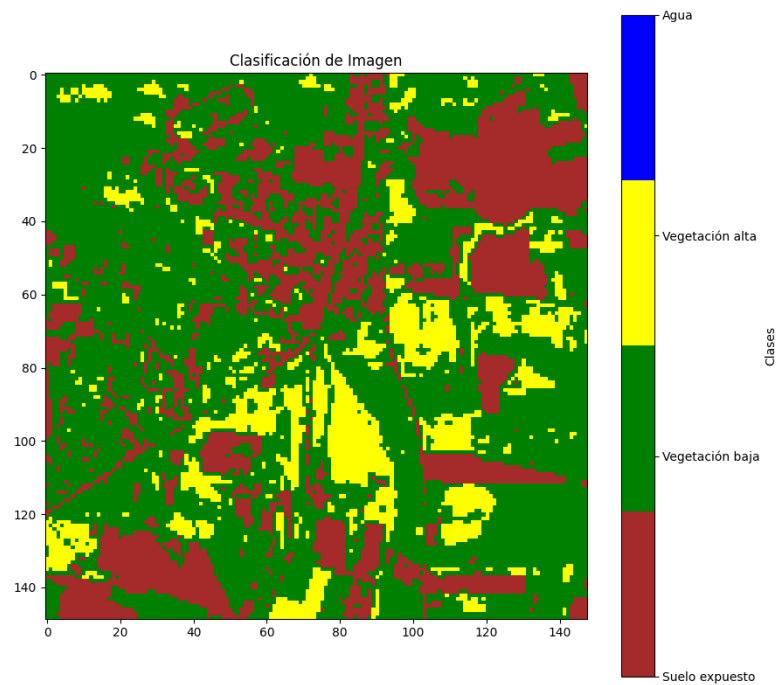 Clasificación de Imagen
0
20
40
60
80
100
120
140
0 20 40 60 80 100 120 140
Agua
Vegetación alta
Vegetación baja
Suelo expuesto
Clases